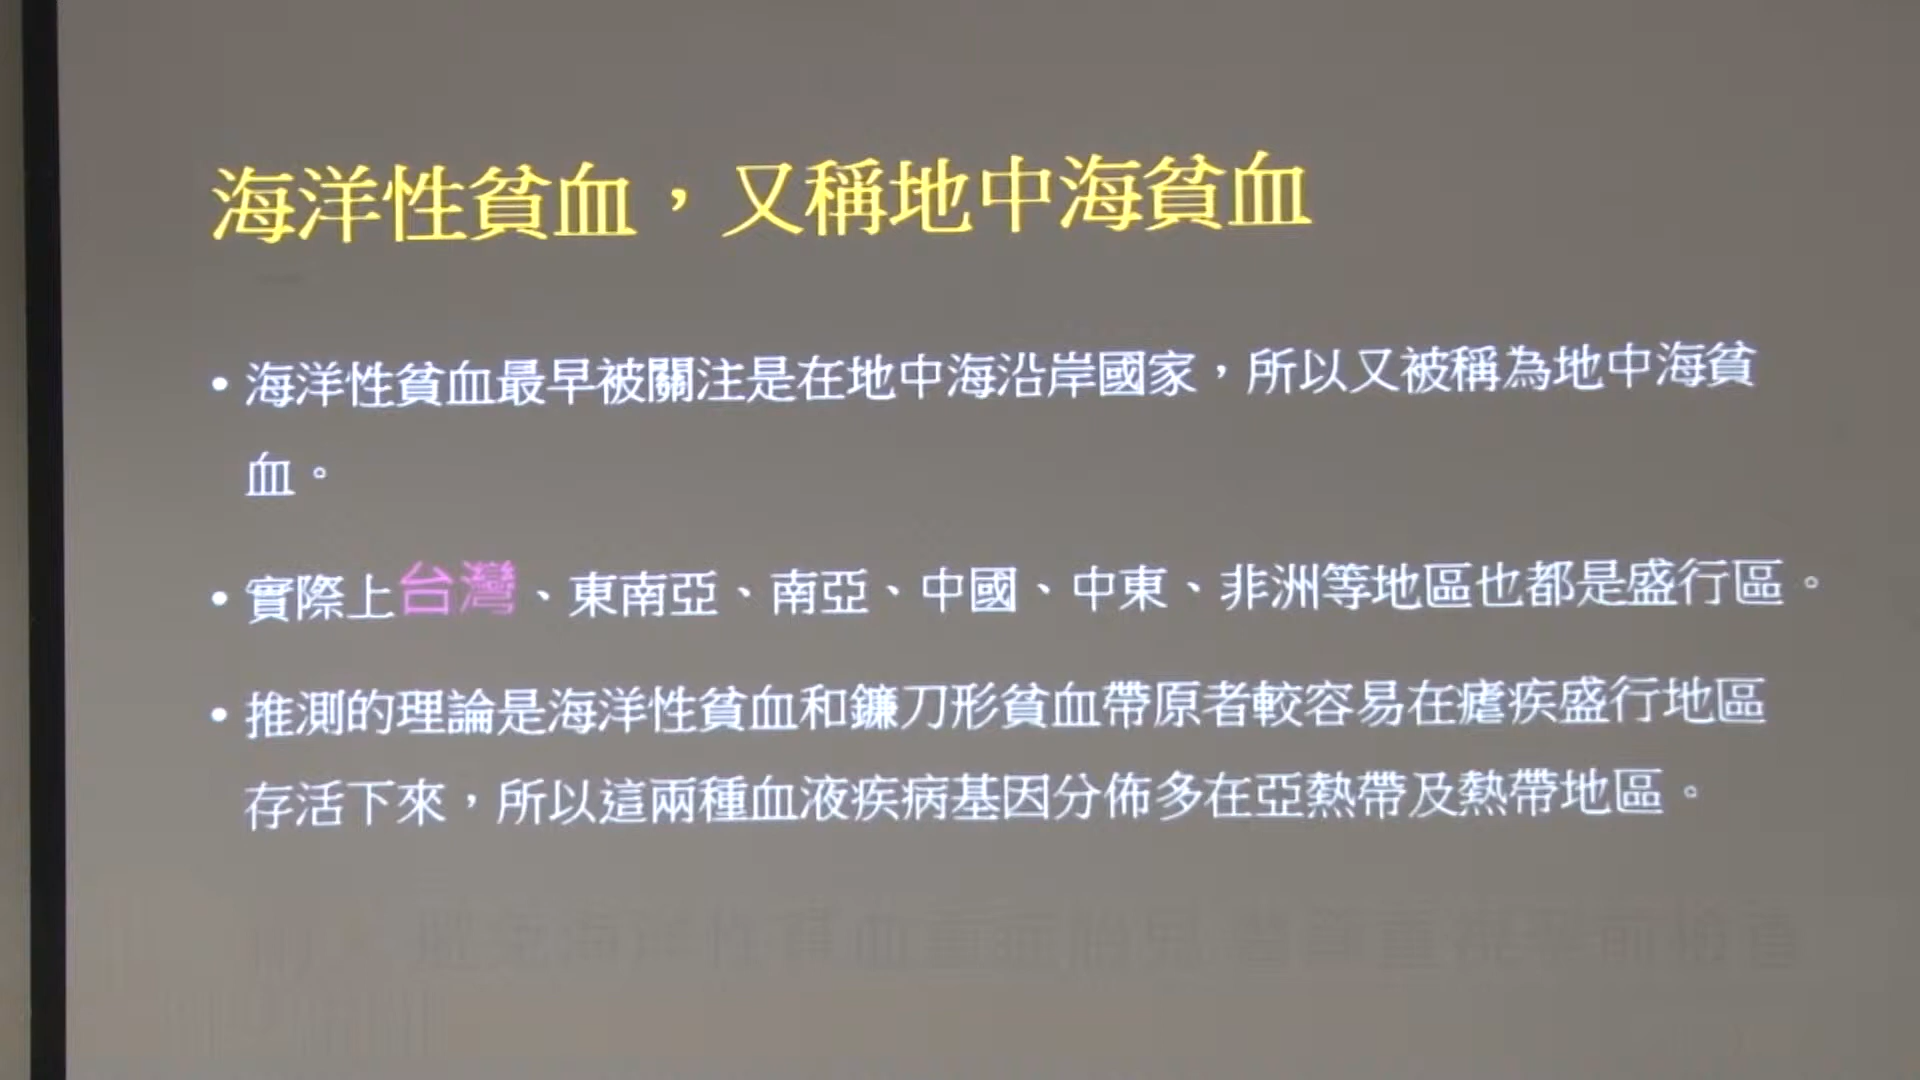 海洋性貧血，又稱地中海貧血
• 海洋性貧血最早被關注是在地中海沿岸國家，所以又被稱為地中海貧
血。
• 實際上台灣、東南亞、南亞、中國、中東、非洲等地區也都是盛行區。
• 推測的理論是海洋性貧血和鐮刀形貧血帶原者較容易在瘧疾盛行地區
存活下來，所以這兩種血液疾病基因分佈多在亞熱帶及熱帶地區。